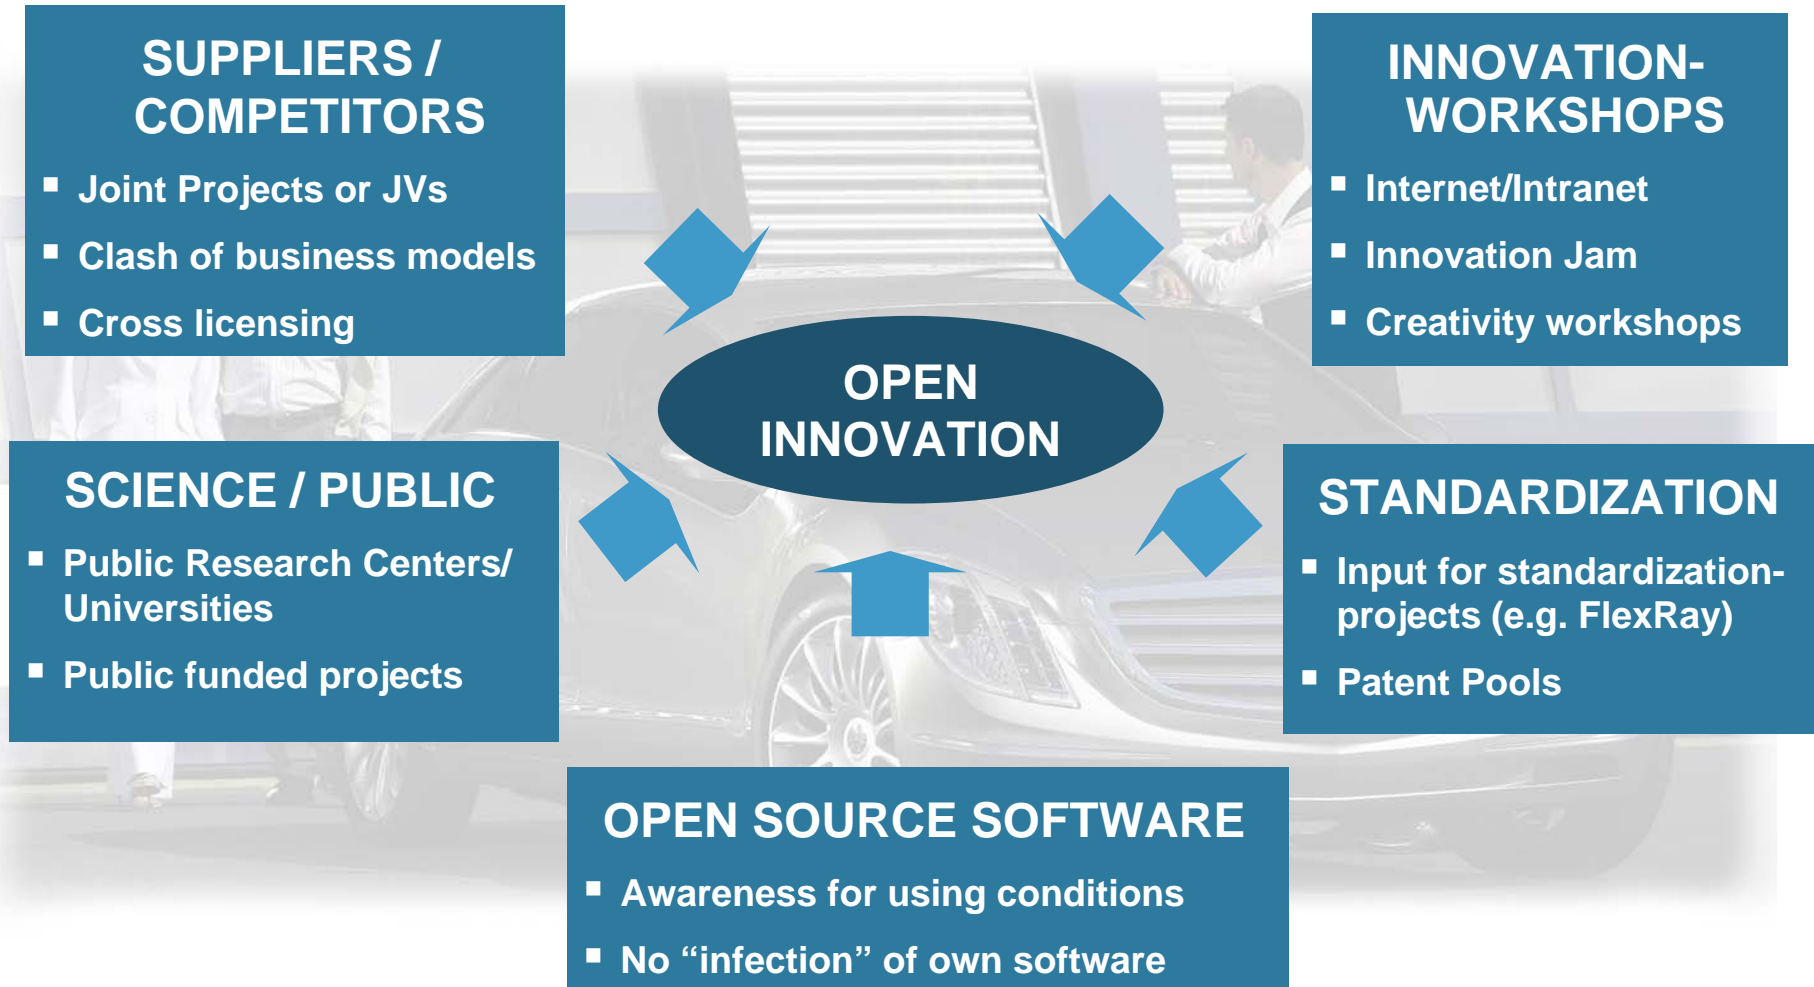 SUPPLIERS /
COMPETITORS
▪ Joint Projects or JVs
▪ Clash of business models
▪ Cross licensing
INNOVATION-
WORKSHOPS
▪ Internet/Intranet
▪ Innovation Jam
▪ Creativity workshops
OPEN
INNOVATION
SCIENCE / PUBLIC
▪ Public Research Centers/
Universities
▪ Public funded projects
STANDARDIZATION
▪ Input for standardization-
projects (e.g. FlexRay)
▪ Patent Pools
OPEN SOURCE SOFTWARE
▪ Awareness for using conditions
▪ No “infection” of own software